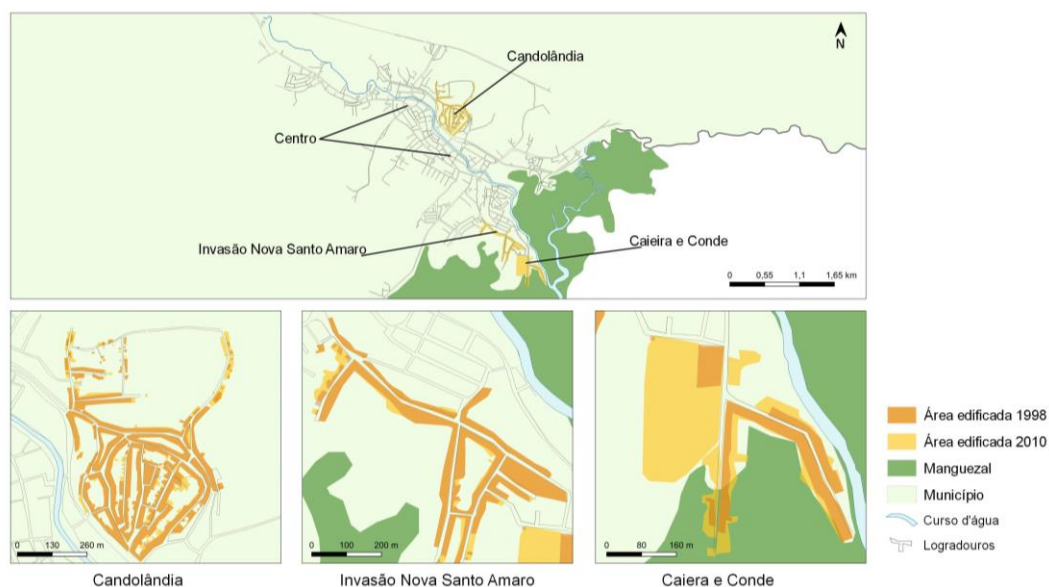 Candolândia
N
Centro
Invasão Nova Santo Amaro
Caieira e Conde
0 0,55 1,1 1,65 km
0 130 260 m
0 100 200 m
0 80 160 m
Candolândia
Invasão Nova Santo Amaro
Caiera e Conde
Área edificada 1998
Área edificada 2010
Manguezal
Município
Curso d'água
Logradouros